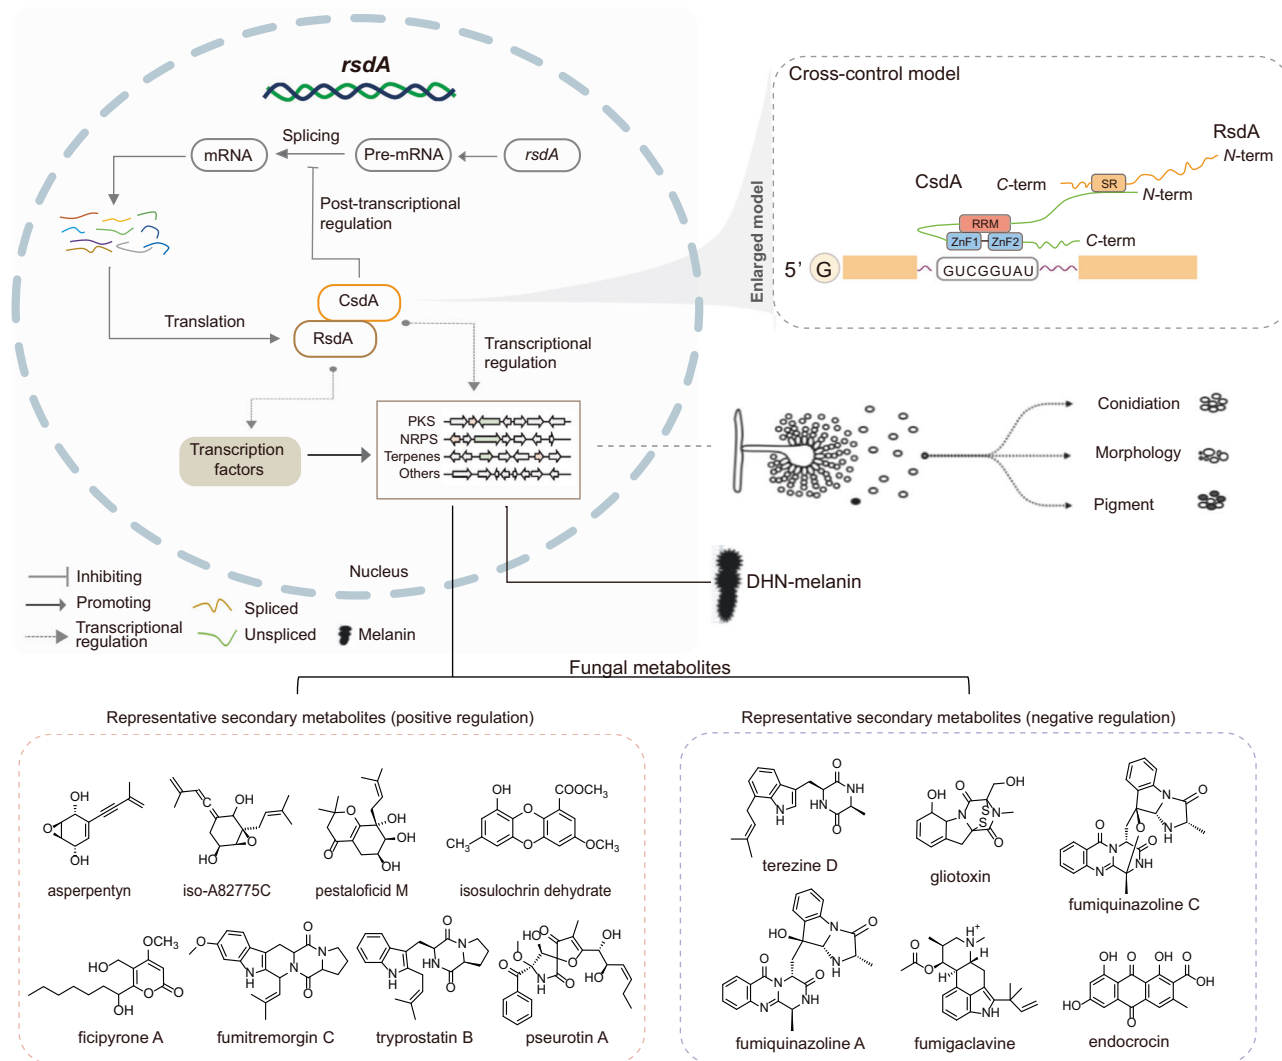 rsdA
Splicing
mRNA
Pre-mRNA
rsdA
Post-transcriptional
regulation
CsdA
RsdA
Translation
Transcriptional
regulation
Transcription
factors
PKS
NRPS
Terpenes
Others
Nucleus
Inhibiting
Promoting
Transcriptional
regulation
Spliced
Unspliced
Melanin
Enlarged model
Cross-control model
RsdA
N-term
SR
C-term
CsdA
N-term
RRM
ZnF1
ZnF2
C-term
5'
G
GUCGGUAU
Conidiation
Morphology
Pigment
DHN-melanin
Fungal metabolites
Representative secondary metabolites (positive regulation)
OH
O
OH
asperpentyn
C
OH
O
OH
iso-A82775C
O
OH
OH
O
OH
pestaloficid M
OH
COOCH3
O
O
CH3
OCH3
isosulochrin dehydrate
OCH3
HO
O
O
OH
ficipyrone A
O
O
N
N
H
N
O
fumitremorgin C
O
N
HN
N
H
O
tryprostatin B
O
O
O
OH
HO
O
O
HO
HN
O
pseurotin A
Representative secondary metabolites (negative regulation)
O
NH
HN
O
N
H
terezine D
OH
OH
O
S
N
N
S
O
gliotoxin
N
O
O
N
H
O
O
N
NH
N
fumiquinazoline C
N
O
HO
N
H
O
O
N
NH
N
fumiquinazoline A
H
N+
O
O
H
H
NH
fumigaclavine
OH
O
OH
O
OH
HO
O
endocrocin